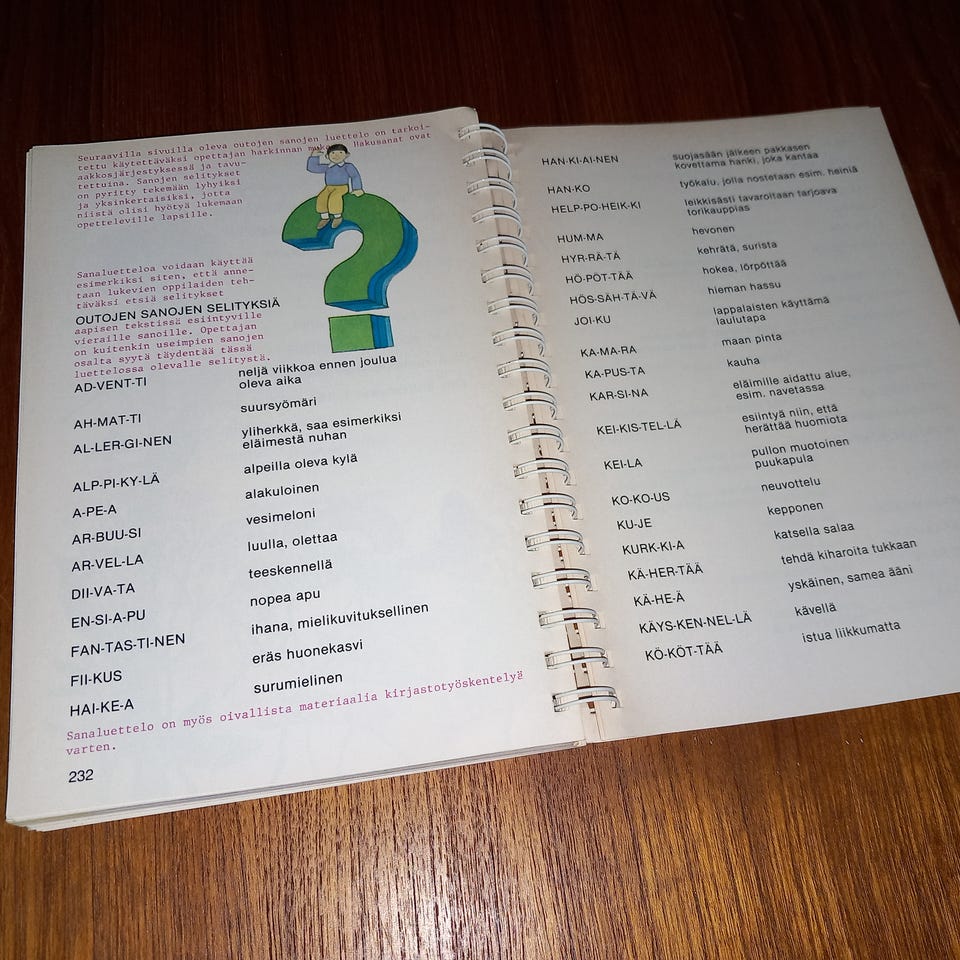 Seuraavilla sivuilla oleva outojen sanojen luettelo on tarkoi-
tettu käytettäväksi opettajan harkinnan mukaan. Hakusanat ovat
aakkosjärjestyksessä ja tavu-
tettuina. Sanojen selitykset
on pyritty tekemään lyhyiksi
ja yksinkertaisiksi, jotta
niistä olisi hyötyä lukemaan
opetteleville lapsille.
Sanaluetteloa voidaan käyttää
esimerkiksi siten, että anne-
taan lukevien oppilaiden teh-
täväksi etsiä selitykset
OUTOJEN SANOJEN SELITYKSIÄ
aapisen tekstissä esiintyville
vieraille sanoille. Opettajan
on kuitenkin useimpien sanojen
osalta syytä täydentää tässä
luettelossa olevalle selitystä.
AD-VENT-TI neljä viikkoa ennen joulua
oleva aika
AH-MAT-TI suursyömäri
AL-LER-GI-NEN yliherkkä, saa esimerkiksi
eläimestä nuhan
ALP-PI-KY-LÄ alpeilla oleva kylä
A-PE-A alakuloinen
AR-BUU-SI vesimeloni
AR-VEL-LA luulla, olettaa
DII-VA-TA teeskennellä
EN-SI-A-PU nopea apu
FAN-TAS-TI-NEN ihana, mielikuvituksellinen
FII-KUS eräs huonekasvi
HAI-KE-A surumielinen
Sanaluettelo on myös oivallista materiaalia kirjastotyöskentelyä
varten.
232
HAN-KI-AI-NEN suojasään jälkeen pakkasen
kovettama hanki, joka kantaa
HAN-KO työkalu, jolla nostetaan esim. heiniä
HELP-PO-HEIK-KI leikkisästi tavaroitaan tarjoava
torikauppias
HUM-MA hevonen
HYR-RÄ-TÄ kehrätä, surista
HÖ-PÖT-TÄÄ hokea, lörpöttää
HÖS-SÄH-TÄ-VÄ hieman hassu
JOI-KU lappalaisten käyttämä
laulutapa
KA-MA-RA maan pinta
KA-PUS-TA kauha
KAR-SI-NA eläimille aidattu alue,
esim. navetassa
KEI-KIS-TEL-LÄ esiintyä niin, että
herättää huomiota
KEI-LA pullon muotoinen
puukapula
KO-KO-US neuvottelu
KU-JE kepponen
KURK-KI-A katsella salaa
KÄ-HER-TÄÄ tehdä kiharoita tukkaan
KÄ-HE-Ä yskäinen, samea ääni
KÄYS-KEN-NEL-LÄ kävellä
KÖ-KÖT-TÄÄ istua liikkumatta